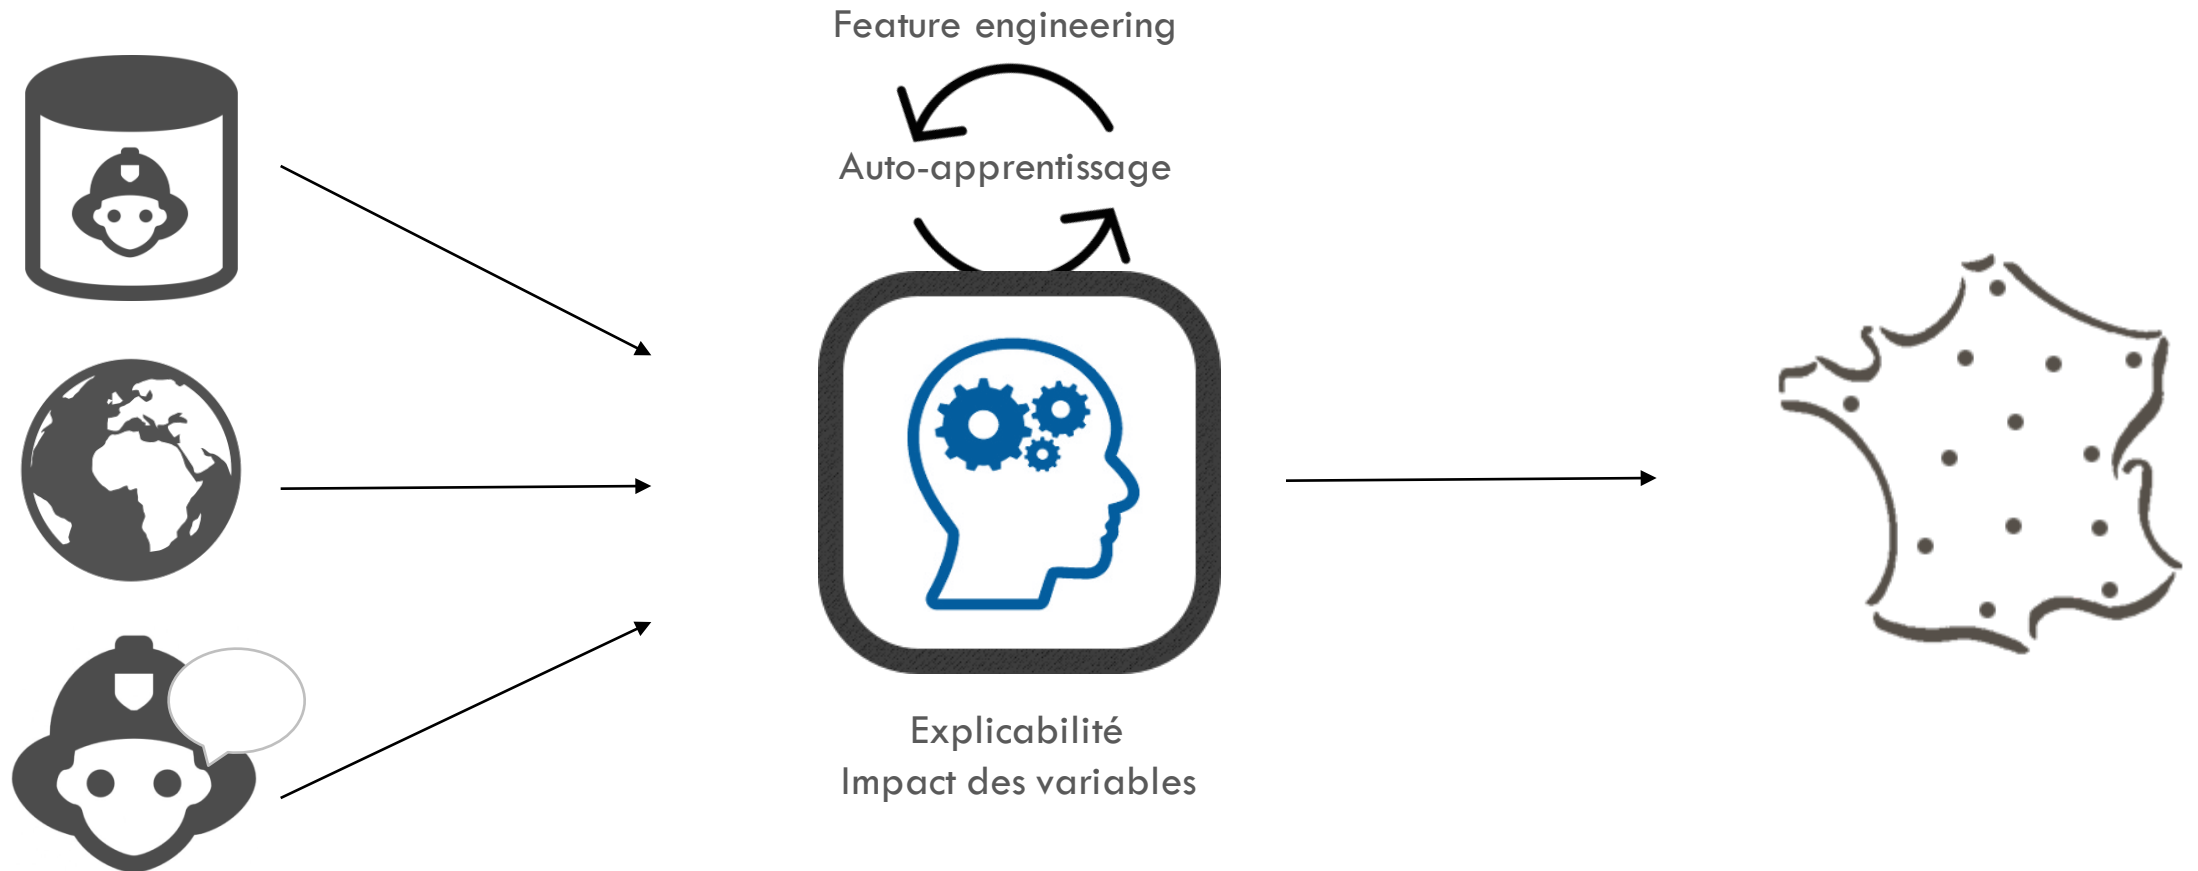 Feature engineering
Auto-apprentissage
Explicabilité
Impact des variables